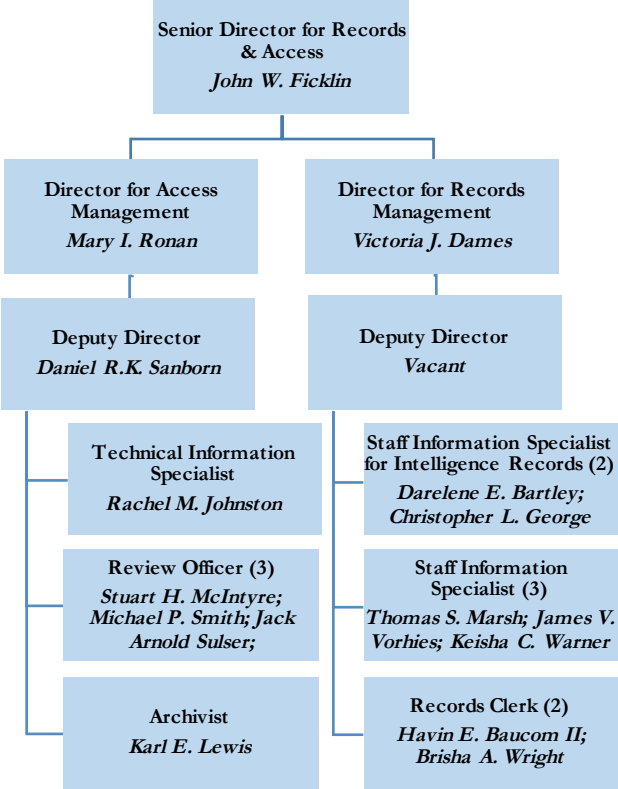 Senior Director for Records
& Access
John W. Ficklin
Director for Access
Management
Mary I. Ronan
Director for Records
Management
Victoria J. Dames
Deputy Director
Daniel R.K. Sanborn
Deputy Director
Vacant
Technical Information
Specialist
Rachel M. Johnston
Review Officer (3)
Stuart H. McIntyre;
Michael P. Smith; Jack
Arnold Sulser;
Archivist
Karl E. Lewis
Staff Information Specialist
for Intelligence Records (2)
Darelene E. Bartley;
Christopher L. George
Staff Information
Specialist (3)
Thomas S. Marsh; James V.
Vorhies; Keisha C. Warner
Records Clerk (2)
Havin E. Baucom II;
Brisha A. Wright